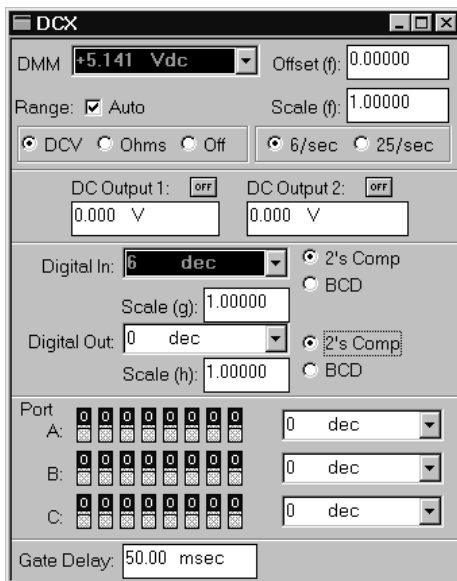 DCX
DMM +5.141 Vdc Offset (f): 0.00000
Range: Auto Scale (f): 1.00000
DCV Ohms Off 6/sec 25/sec
DC Output 1: OFF DC Output 2: OFF
0.000 V 0.000 V
Digital In: 6 dec 2's Comp
BCD
Scale (g): 1.00000
Digital Out: 0 dec 2's Comp
Scale (h): 1.00000 BCD
Port
A: 0 0 0 0 0 0 0 0 0 dec
B: 0 0 0 0 0 0 0 0 0 dec
C: 0 0 0 0 0 0 0 0 0 dec
Gate Delay: 50.00 msec